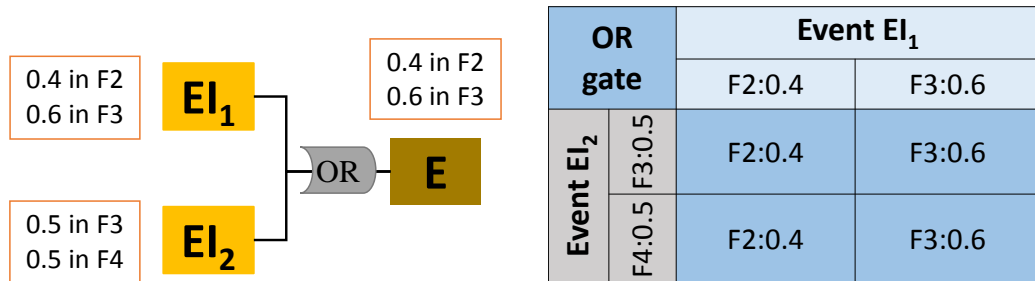 0.4 in F2
0.6 in F3
EI1
0.4 in F2
0.6 in F3
OR
E
0.5 in F3
0.5 in F4
EI2
OR
gate
Event EI1
F2:0.4 F3:0.6
Event EI2
F3:0.5
F2:0.4 F3:0.6
F4:0.5
F2:0.4 F3:0.6